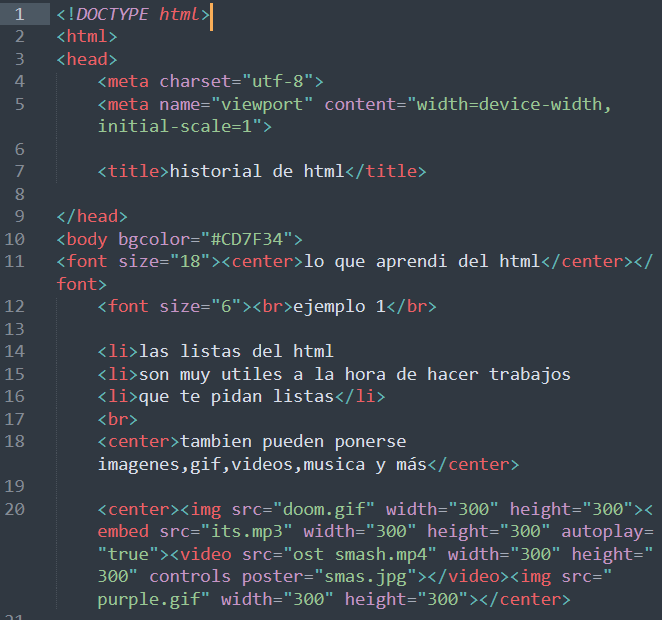 1 <!DOCTYPE html>
2 <html>
3 <head>
4 <meta charset="utf-8">
5 <meta name="viewport" content="width=device-width,
initial-scale=1">
6
7 <title>historial de html</title>
8
9 </head>
10 <body bgcolor="#CD7F34">
11 <font size="18"><center>lo que aprendi del html</center></
font>
12 <font size="6"><br>ejemplo 1</br>
13
14 <li>las listas del html
15 <li>son muy utiles a la hora de hacer trabajos
16 <li>que te pidan listas</li>
17 <br>
18 <center>tambien pueden ponerse
imagenes,gif,videos,musica y más</center>
19
20 <center><img src="doom.gif" width="300" height="300"><
embed src="its.mp3" width="300" height="300" autoplay=
"true"><video src="ost smash.mp4" width="300" height="
300" controls poster="smas.jpg"></video><img src="
purple.gif" width="300" height="300"></center>
21